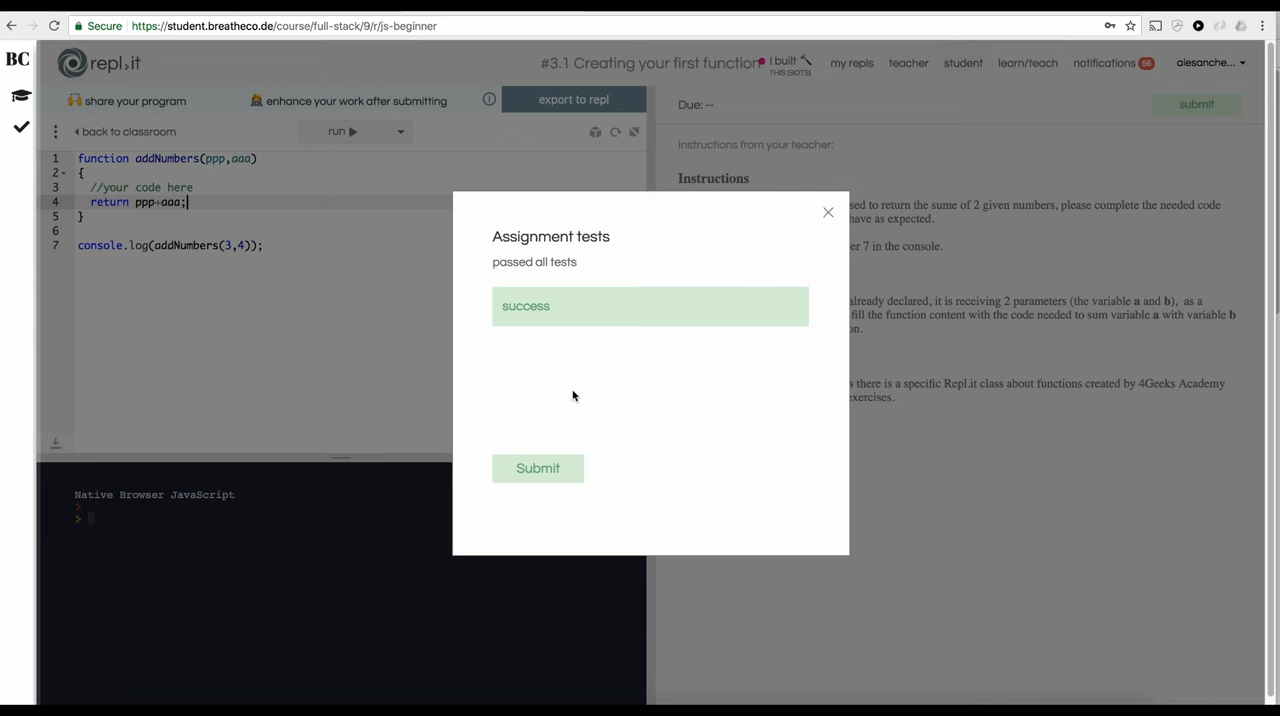 Secure
https://student.breatheco.de/course/full-stack/9/r/js-beginner
BC
repl.it
#3.1 Creating your first function
I built
THIS [BOTS]
my repls
teacher
student
learn/teach
notifications
56
alesanche...
share your program
enhance your work after submitting
export to repl
Due: --
submit
back to classroom
run
Instructions from your teacher:
1 function addNumbers(ppp,aaa)
2 {
3 //your code here
4 return ppp+aaa;
5 }
6
7 console.log(addNumbers(3,4));
Instructions
sed to return the sume of 2 given numbers, please complete the needed code
have as expected.
er 7 in the console.
already declared, it is receiving 2 parameters (the variable a and b), as a
fill the function content with the code needed to sum variable a with variable b
on.
s there is a specific Repl.it class about functions created by 4Geeks Academy
exercises.
Assignment tests
passed all tests
success
Submit
Native Browser JavaScript
>
>